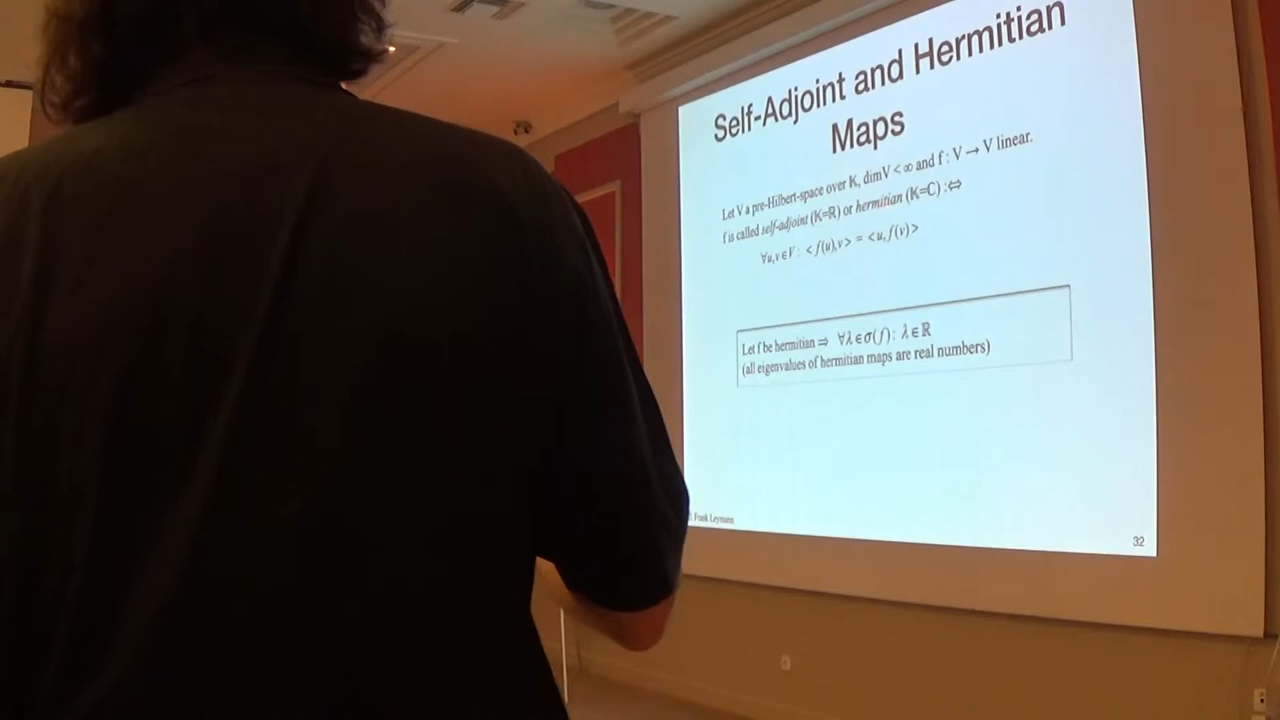 Self-Adjoint and Hermitian
Maps
Let V a pre-Hilbert-space over K, dimV < ∞ and f : V → V linear.
f is called self-adjoint (K=R) or hermitian (K=C) :⇔
∀u,v∈V: <f(u),v> = <u,f(v)>
Let f be hermitian ⇒ ∀λ∈σ(f): λ∈ℝ
(all eigenvalues of hermitian maps are real numbers)
© Frank Leymann
32